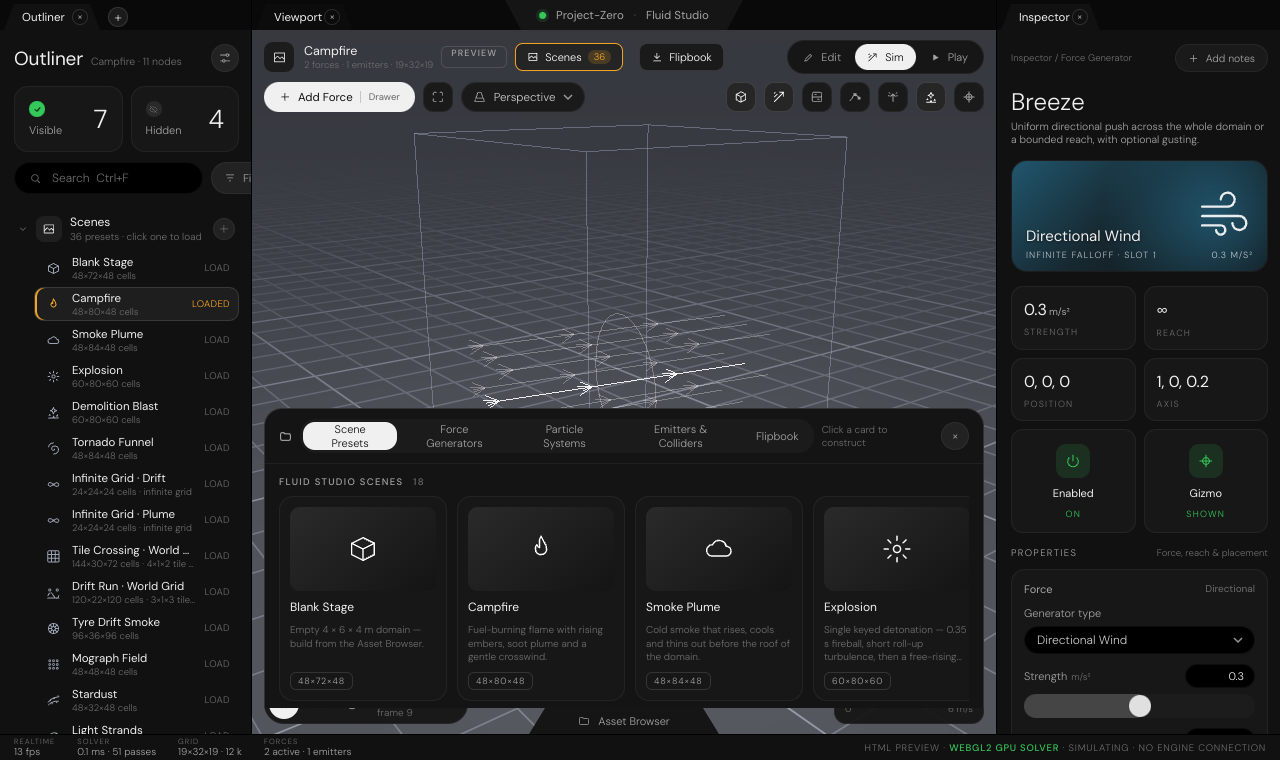 Outliner
Viewport
Project-Zero · Fluid Studio
Inspector
Outliner Campfire · 11 nodes
Visible 7
Hidden 4
Search Ctrl+F
Scenes
36 presets · click one to load
Blank Stage
48×72×48 cells
LOAD
Campfire
48×80×48 cells
LOADED
Smoke Plume
48×84×48 cells
LOAD
Explosion
60×80×60 cells
LOAD
Demolition Blast
60×80×60 cells
LOAD
Tornado Funnel
48×84×48 cells
LOAD
Infinite Grid · Drift
24×24×24 cells · infinite grid
LOAD
Infinite Grid · Plume
24×24×24 cells · infinite grid
LOAD
Tile Crossing · World ...
144×30×72 cells · 4×1×2 tile ...
LOAD
Drift Run · World Grid
120×22×120 cells · 3×1×3 tile...
LOAD
Tyre Drift Smoke
96×36×96 cells
LOAD
Mograph Field
48×48×48 cells
LOAD
Stardust
48×32×48 cells
LOAD
Light Strands
LOAD
Campfire
2 forces · 1 emitters · 19×32×19
PREVIEW
Scenes 36
Flipbook
Edit
Sim
Play
Add Force Drawer
Perspective
Scene Presets
Force Generators
Particle Systems
Emitters & Colliders
Flipbook
Click a card to construct
FLUID STUDIO SCENES 18
Blank Stage
Empty 4 × 6 × 4 m domain —
build from the Asset Browser.
48×72×48
Campfire
Fuel-burning flame with rising
embers, soot plume and a
gentle crosswind.
48×80×48
Smoke Plume
Cold smoke that rises, cools
and thins out before the roof of
the domain.
48×84×48
Explosion
Single keyed detonation — 0.35
s fireball, short roll-up
turbulence, then a free-rising...
60×80×60
frame 9
Asset Browser
0 6 m/s
Inspector / Force Generator
Add notes
Breeze
Uniform directional push across the whole domain or
a bounded reach, with optional gusting.
Directional Wind
INFINITE FALLOFF · SLOT 1
0.3 M/S²
0.3 m/s²
STRENGTH
∞
REACH
0, 0, 0
POSITION
1, 0, 0.2
AXIS
Enabled
ON
Gizmo
SHOWN
PROPERTIES
Force, reach & placement
Force
Directional
Generator type
Directional Wind
Strength m/s²
0.3
REALTIME
13 fps
SOLVER
0.1 ms · 51 passes
GRID
19×32×19 · 12 k
FORCES
2 active · 1 emitters
HTML PREVIEW · WEBGL2 GPU SOLVER · SIMULATING · NO ENGINE CONNECTION